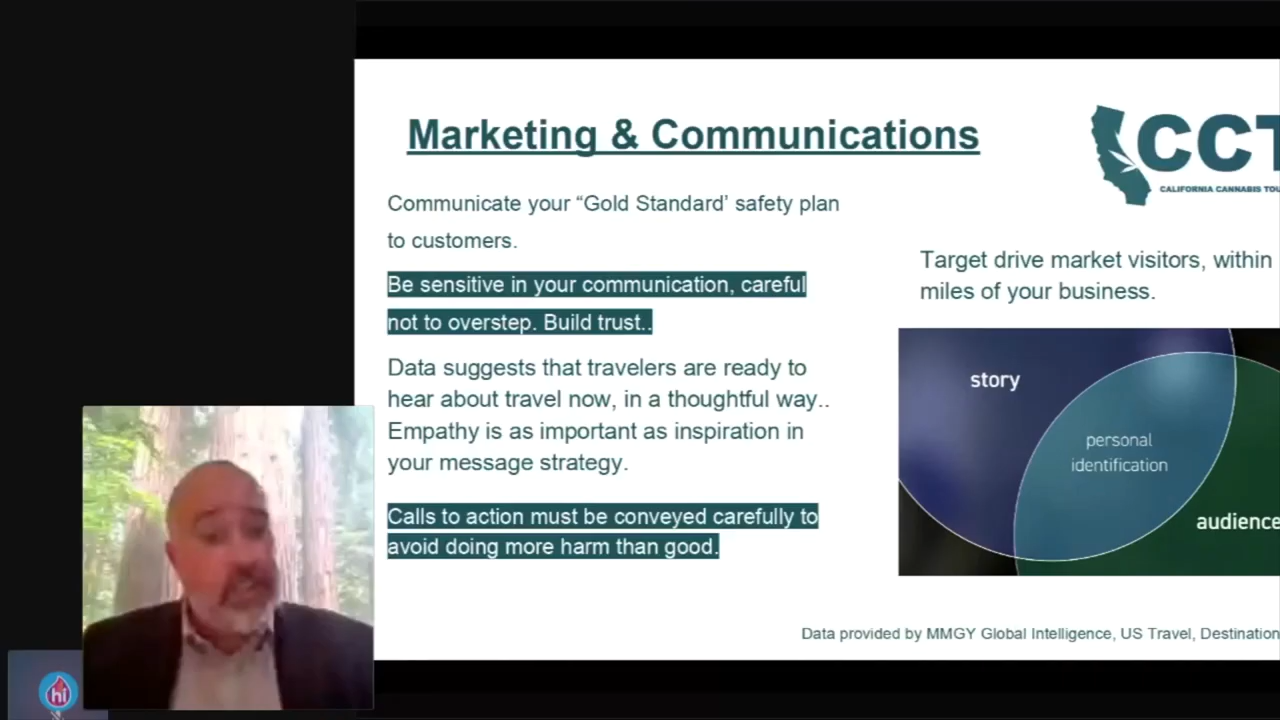 Marketing & Communications
CCT
CALIFORNIA CANNABIS TOU
Communicate your “Gold Standard’ safety plan
to customers.
Be sensitive in your communication, careful
not to overstep. Build trust..
Data suggests that travelers are ready to
hear about travel now, in a thoughtful way..
Empathy is as important as inspiration in
your message strategy.
Calls to action must be conveyed carefully to
avoid doing more harm than good.
Target drive market visitors, within
miles of your business.
story
personal
identification
audience
Data provided by MMGY Global Intelligence, US Travel, Destination
hi